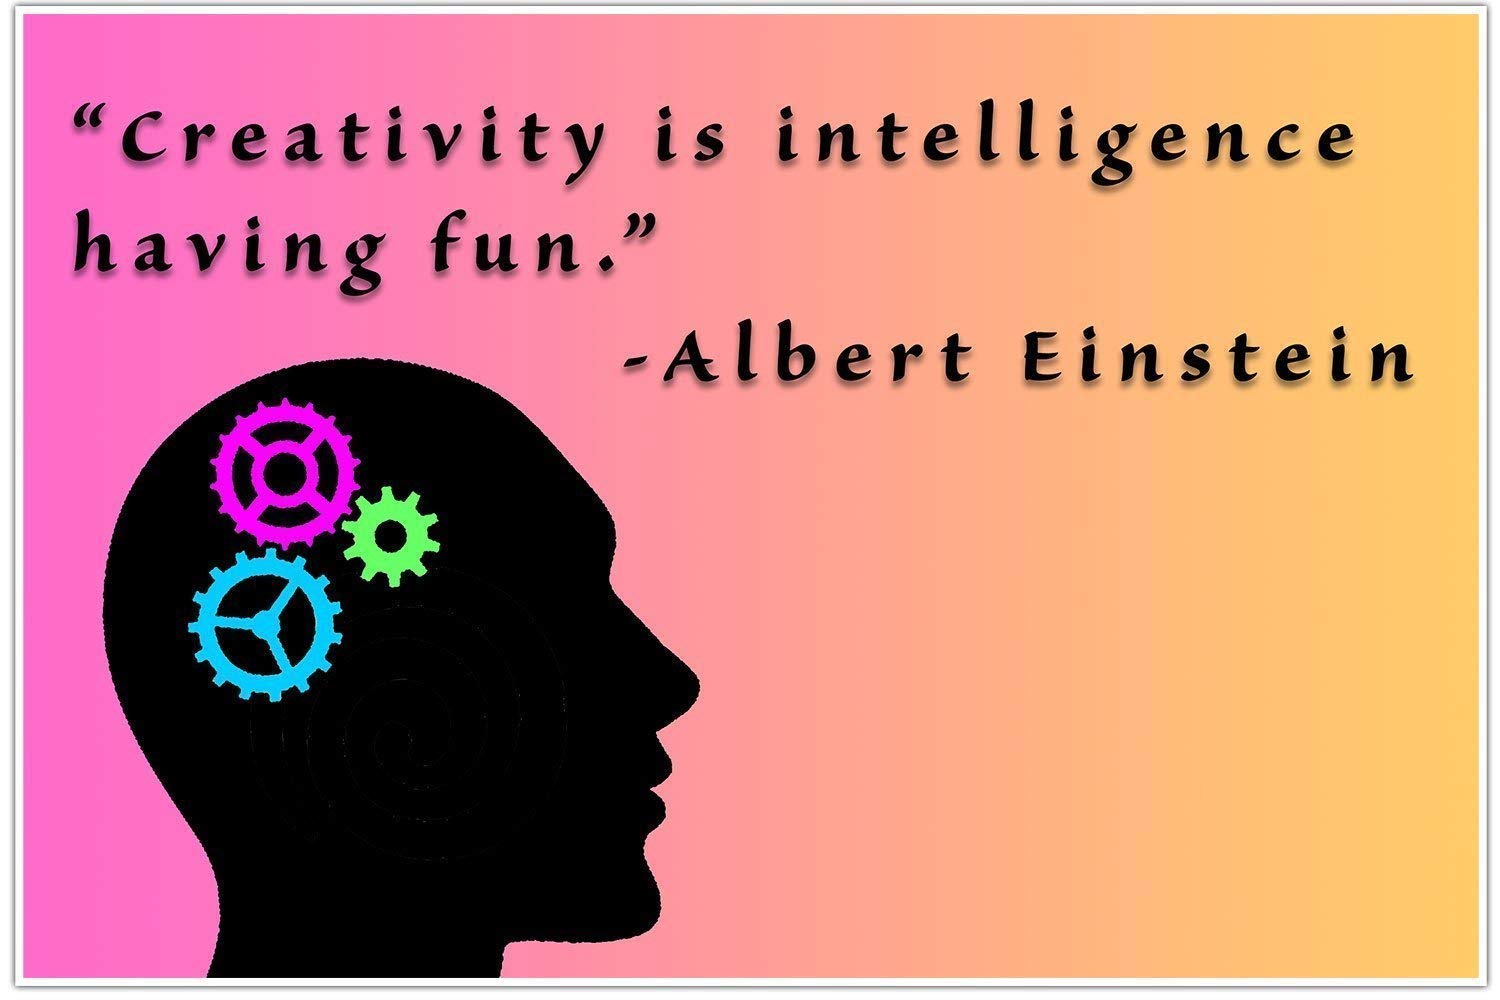 “Creativity is intelligence
having fun.”
-Albert Einstein